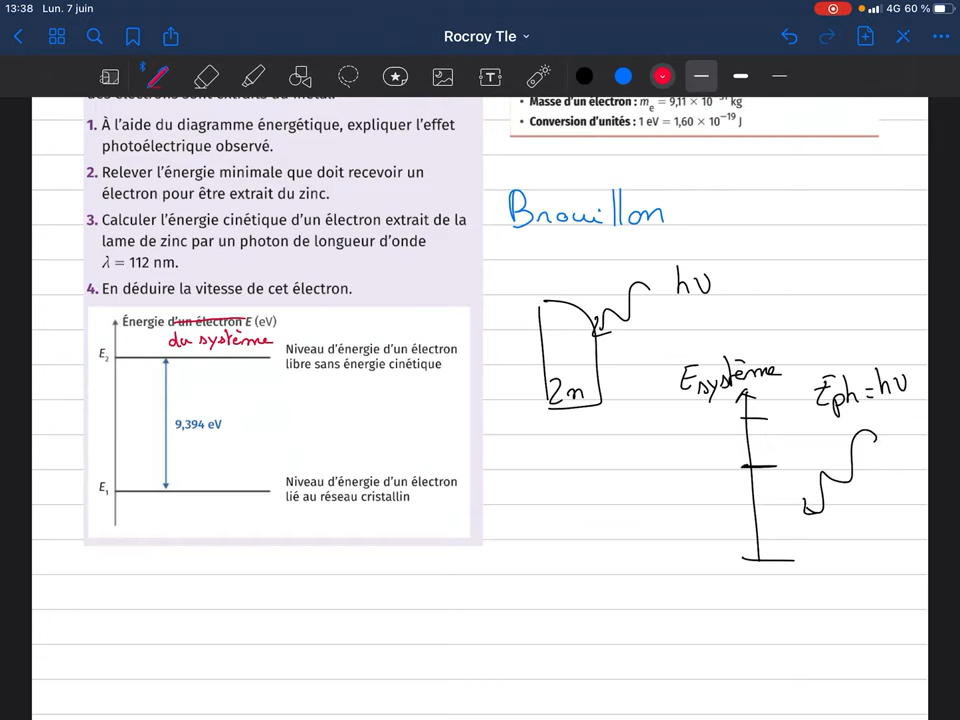 13:38 Lun. 7 juin
4G 60 %
Rocroy Tle
des électrons sont extraits du métal.
1. À l'aide du diagramme énergétique, expliquer l'effet
photoélectrique observé.
2. Relever l'énergie minimale que doit recevoir un
électron pour être extrait du zinc.
3. Calculer l'énergie cinétique d'un électron extrait de la
lame de zinc par un photon de longueur d'onde
λ = 112 nm.
4. En déduire la vitesse de cet électron.
Énergie d'un électron E (eV)
du système
E₂
Niveau d'énergie d'un électron
libre sans énergie cinétique
9,394 eV
E₁
Niveau d'énergie d'un électron
lié au réseau cristallin
• Masse d'un électron : mₑ = 9,11 × 10⁻³¹ kg
• Conversion d'unités : 1 eV = 1,60 × 10⁻¹⁹ J
Brouillon
hν
Zn
E système
Eph = hν